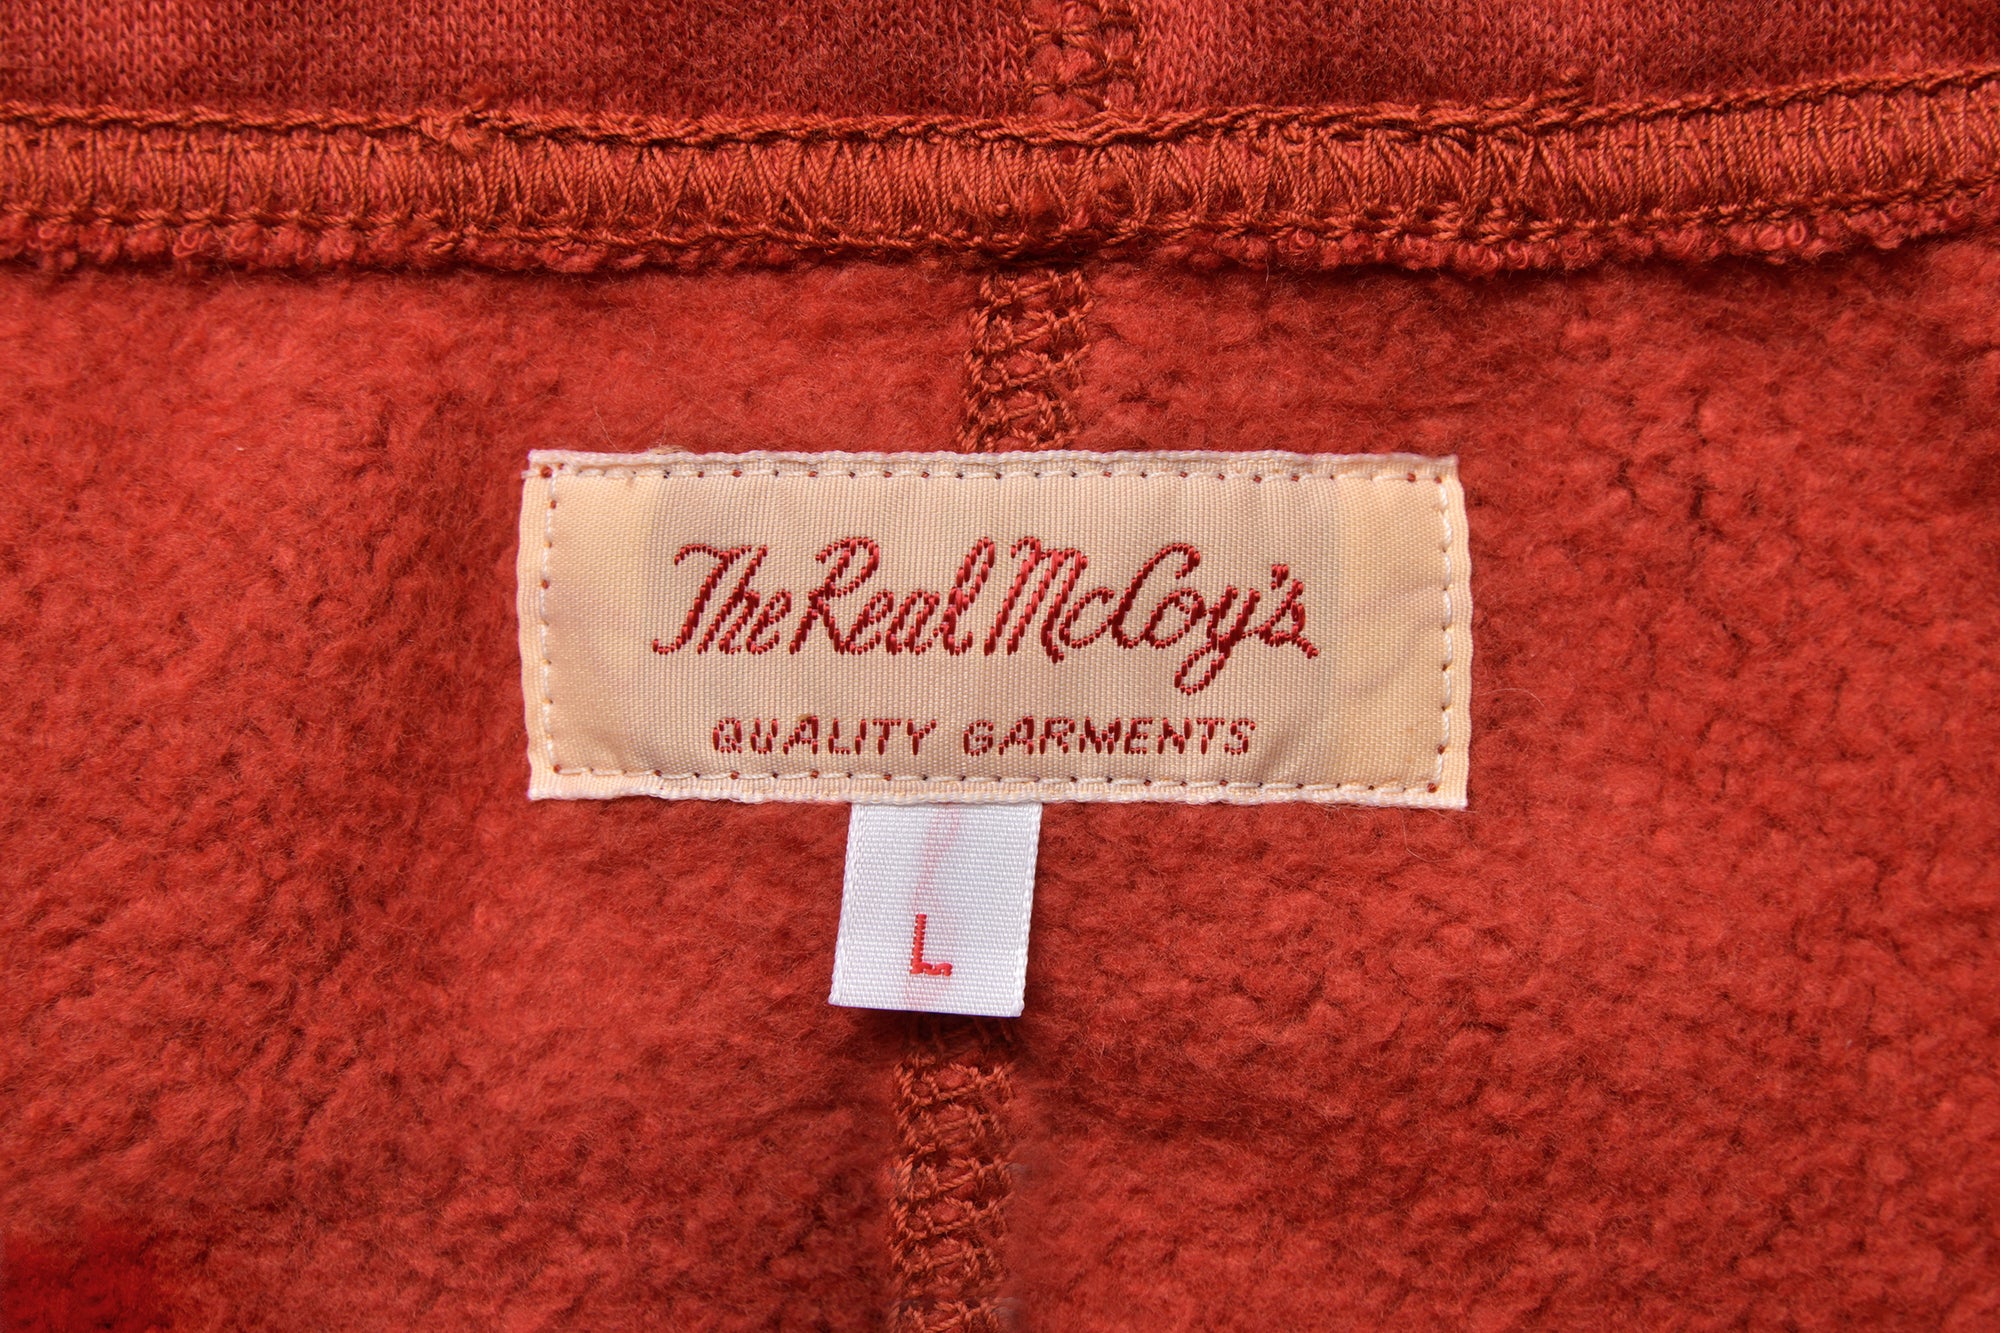 The Real McCoy's
QUALITY GARMENTS
L